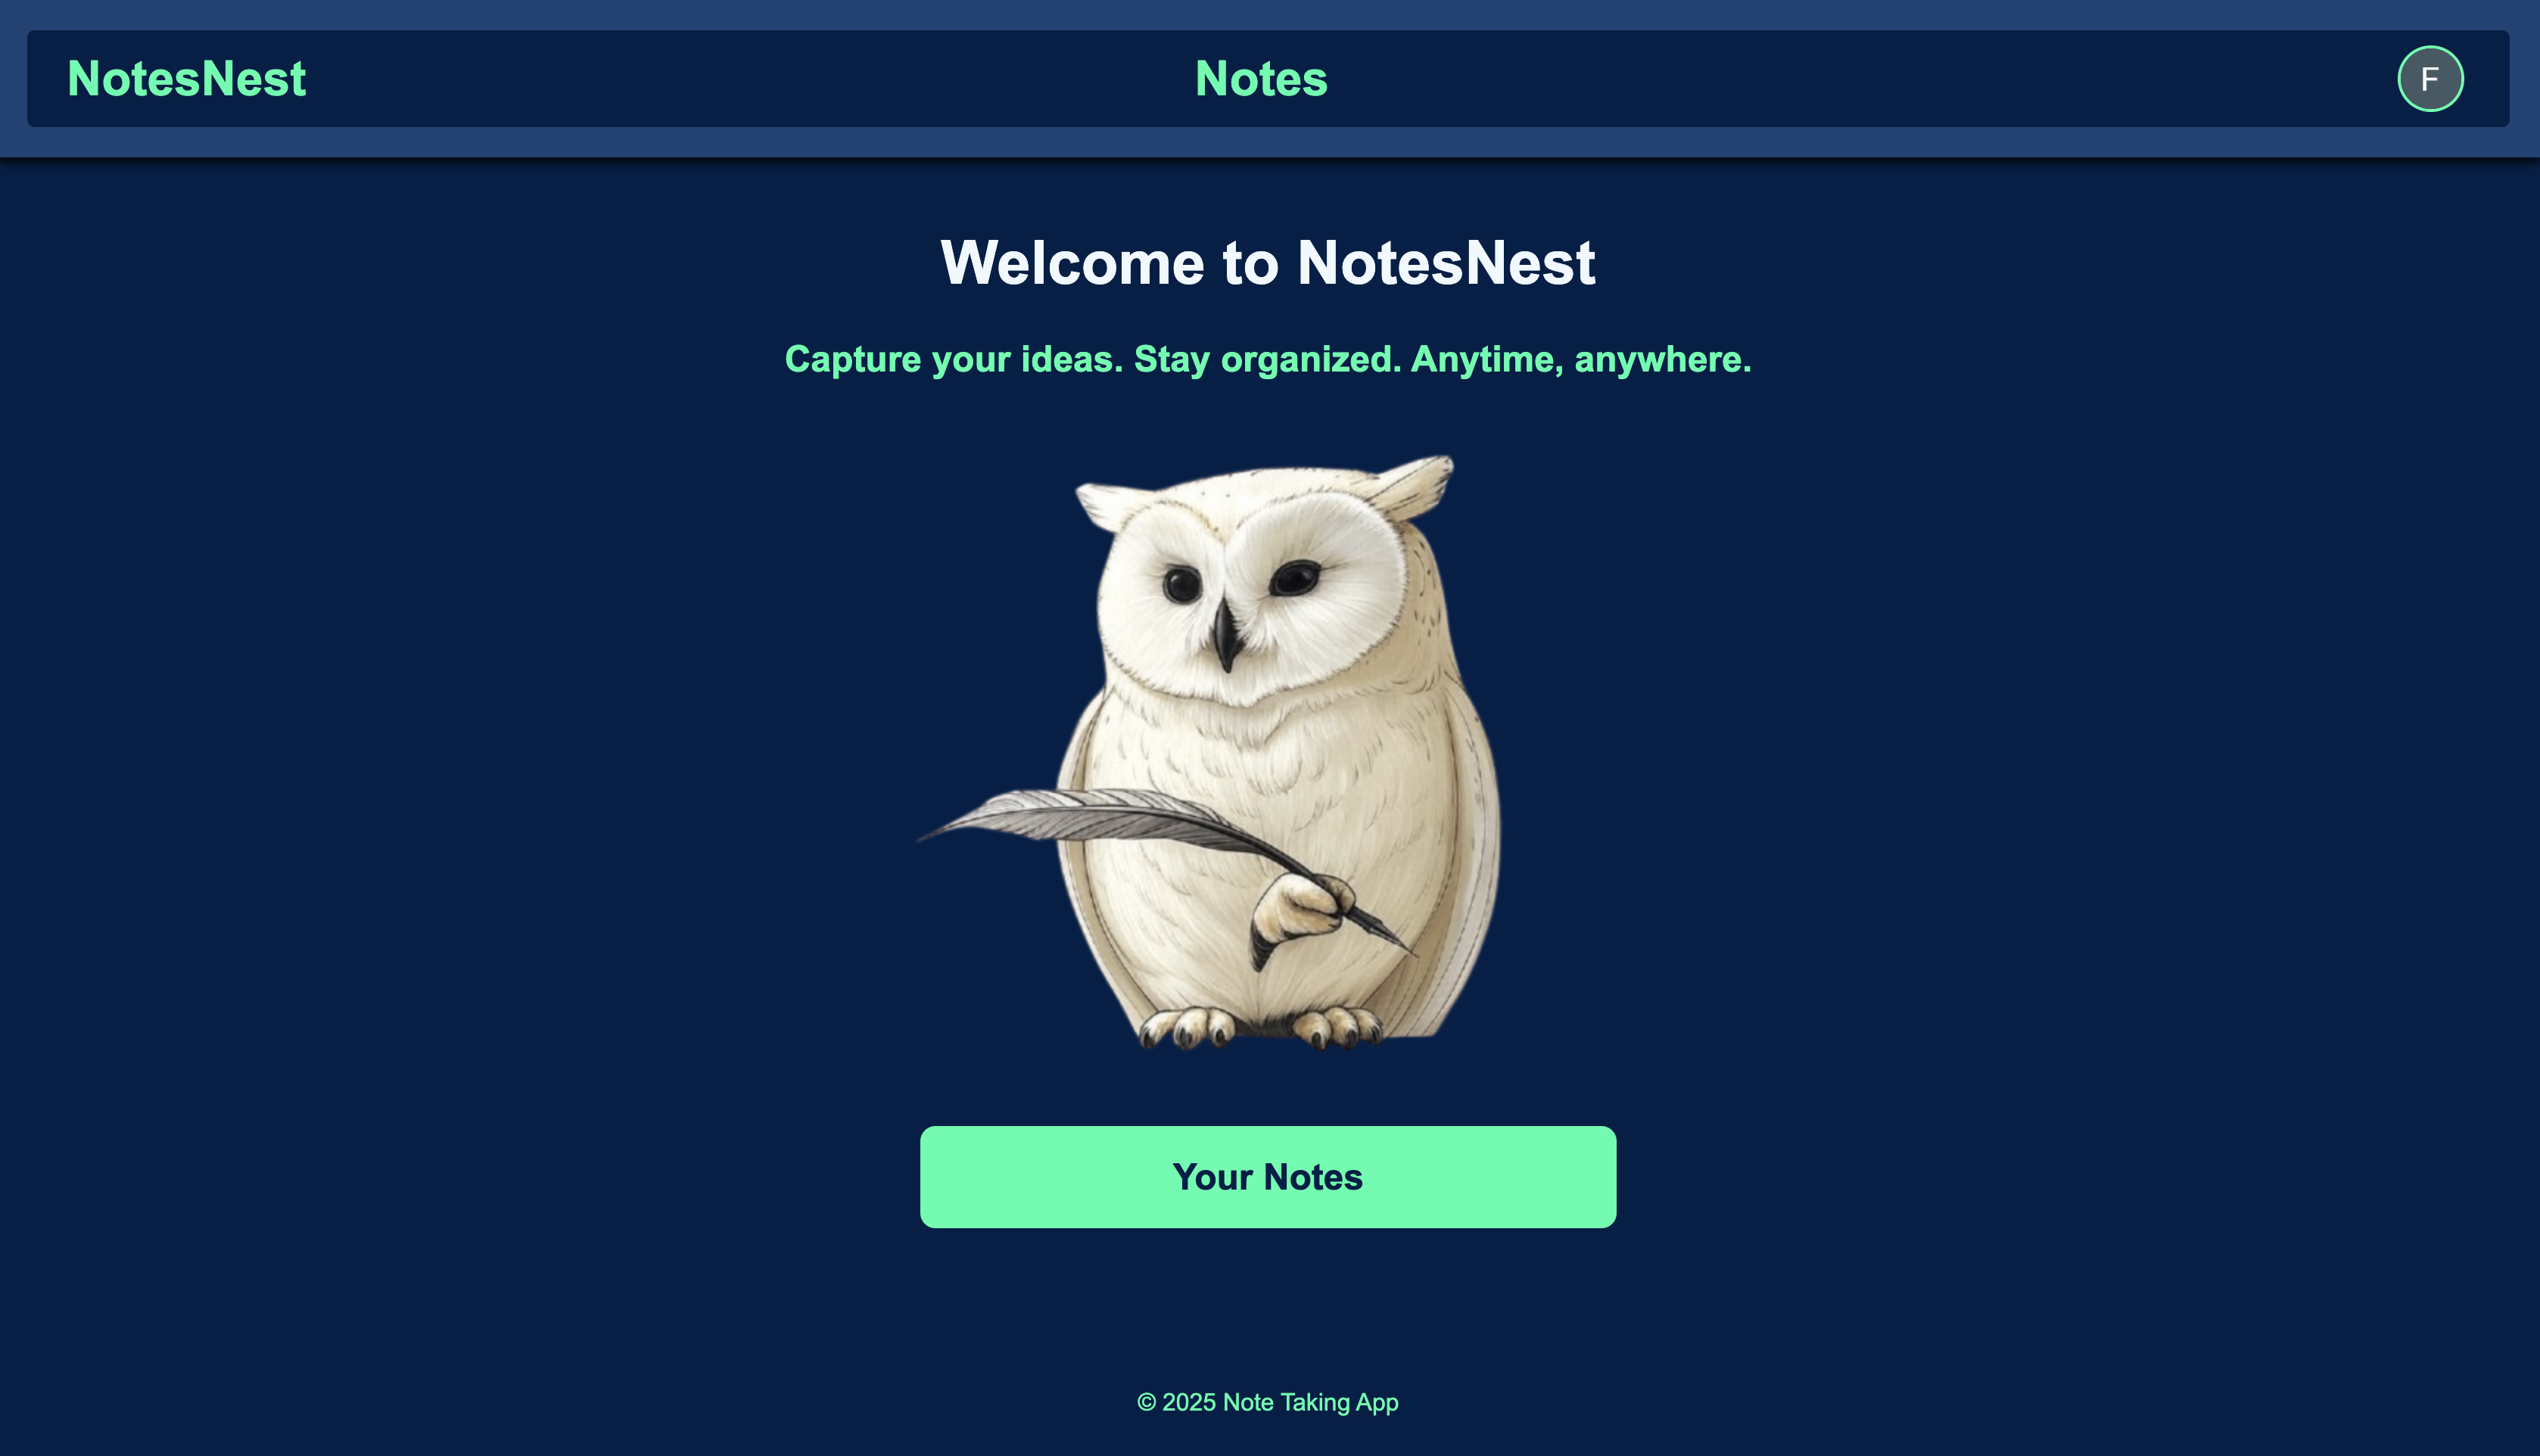 NotesNest
Notes
F
Welcome to NotesNest
Capture your ideas. Stay organized. Anytime, anywhere.
Your Notes
© 2025 Note Taking App